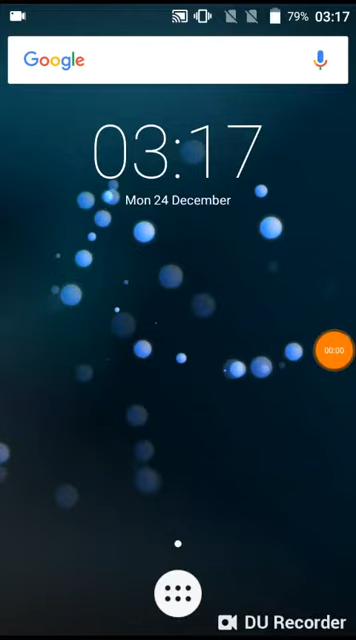 79% 03:17
Google
03:17
Mon 24 December
00:00
DU Recorder